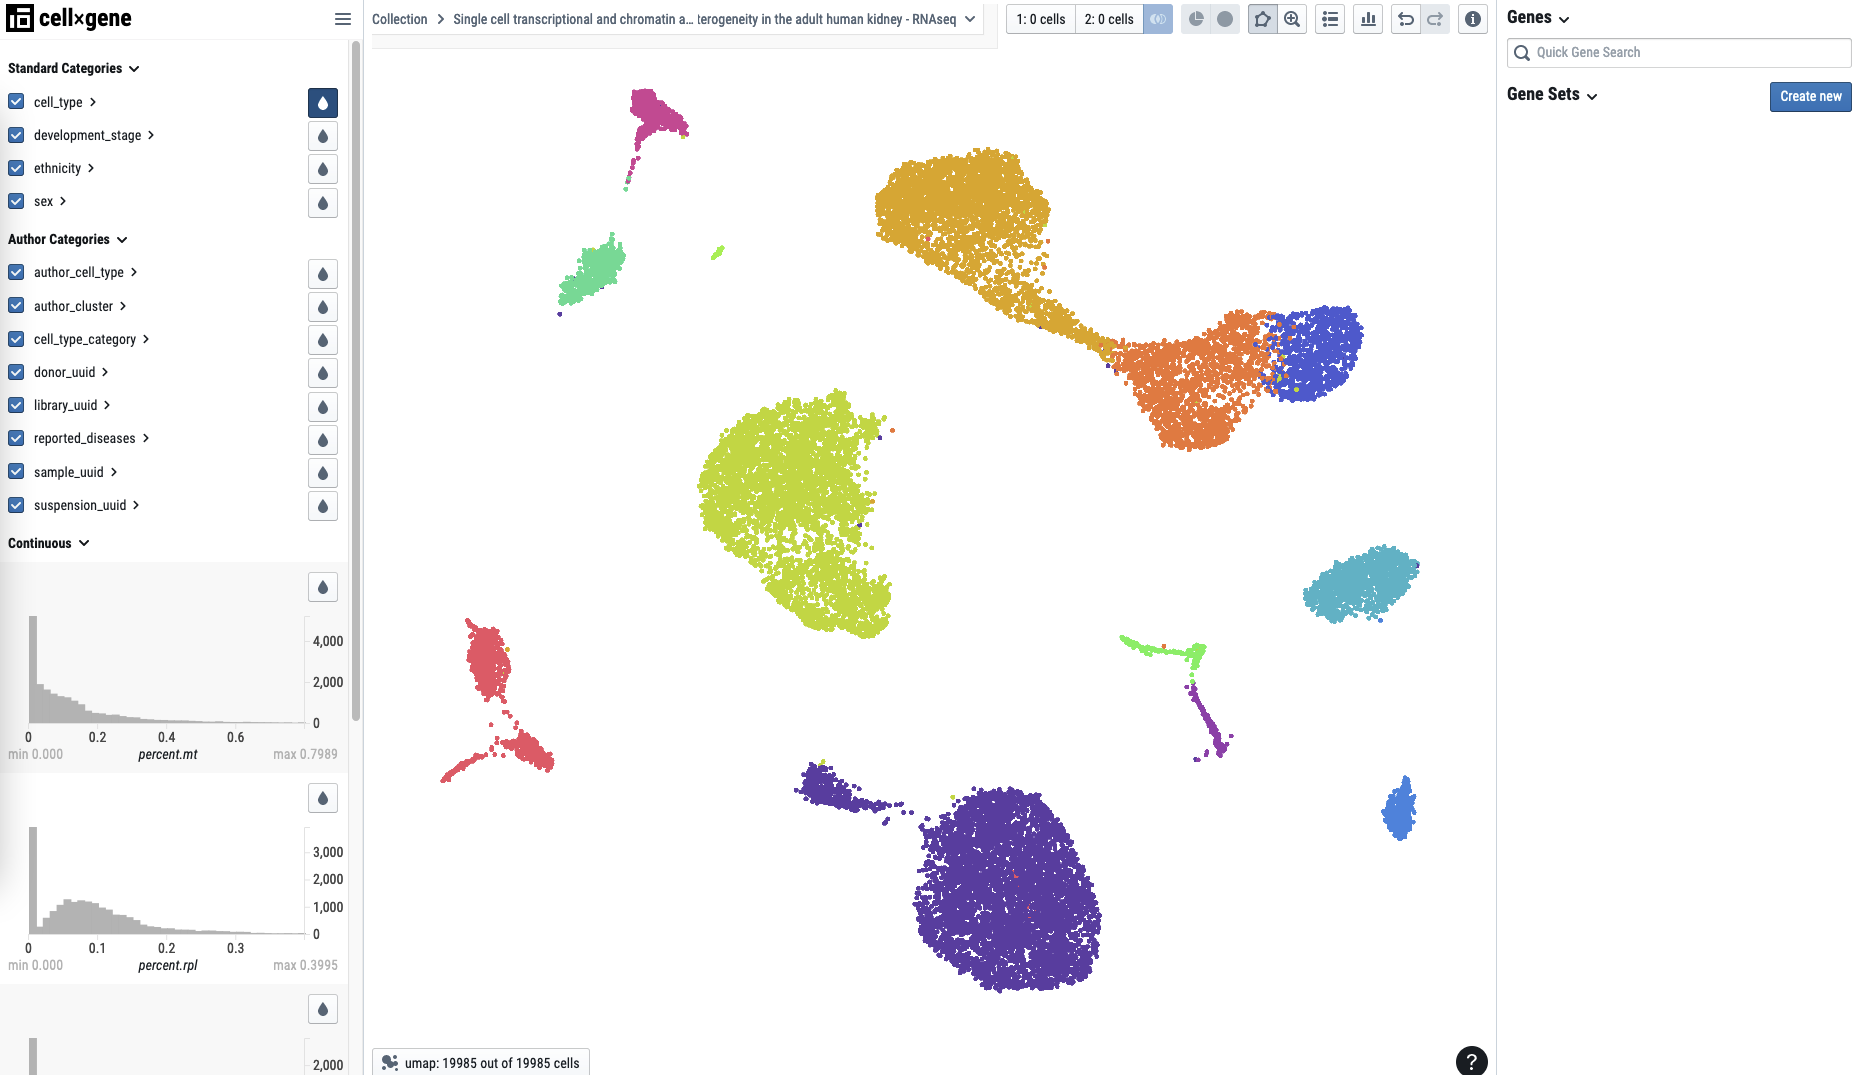 cell×gene
Collection > Single cell transcriptional and chromatin a... terogeneity in the adult human kidney - RNAseq
1: 0 cells
2: 0 cells
Standard Categories
cell_type
development_stage
ethnicity
sex
Author Categories
author_cell_type
author_cluster
cell_type_category
donor_uuid
library_uuid
reported_diseases
sample_uuid
suspension_uuid
Continuous
4,000
2,000
0
0 0.2 0.4 0.6
min 0.000 percent.mt max 0.7989
3,000
2,000
1,000
0
0 0.1 0.2 0.3
min 0.000 percent.rpl max 0.3995
2,000
umap: 19985 out of 19985 cells
?
Genes
Quick Gene Search
Gene Sets
Create new